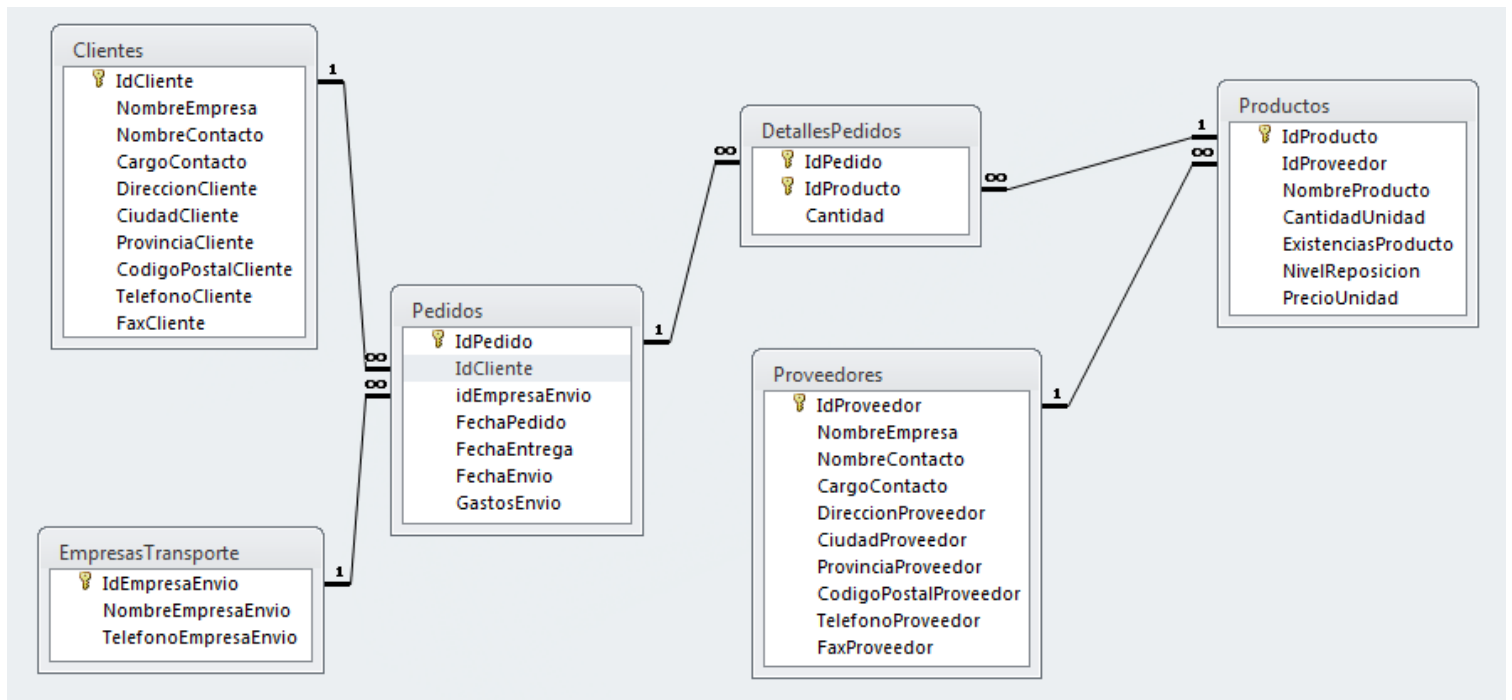 Clientes
IdCliente
NombreEmpresa
NombreContacto
CargoContacto
DireccionCliente
CiudadCliente
ProvinciaCliente
CodigoPostalCliente
TelefonoCliente
FaxCliente
1
∞
∞
Pedidos
IdPedido
IdCliente
idEmpresaEnvio
FechaPedido
FechaEntrega
FechaEnvio
GastosEnvio
1
∞
EmpresasTransporte
IdEmpresaEnvio
NombreEmpresaEnvio
TelefonoEmpresaEnvio
1
DetallesPedidos
IdPedido
IdProducto
Cantidad
∞
1
∞
Productos
IdProducto
IdProveedor
NombreProducto
CantidadUnidad
ExistenciasProducto
NivelReposicion
PrecioUnidad
Proveedores
IdProveedor
NombreEmpresa
NombreContacto
CargoContacto
DireccionProveedor
CiudadProveedor
ProvinciaProveedor
CodigoPostalProveedor
TelefonoProveedor
FaxProveedor
1